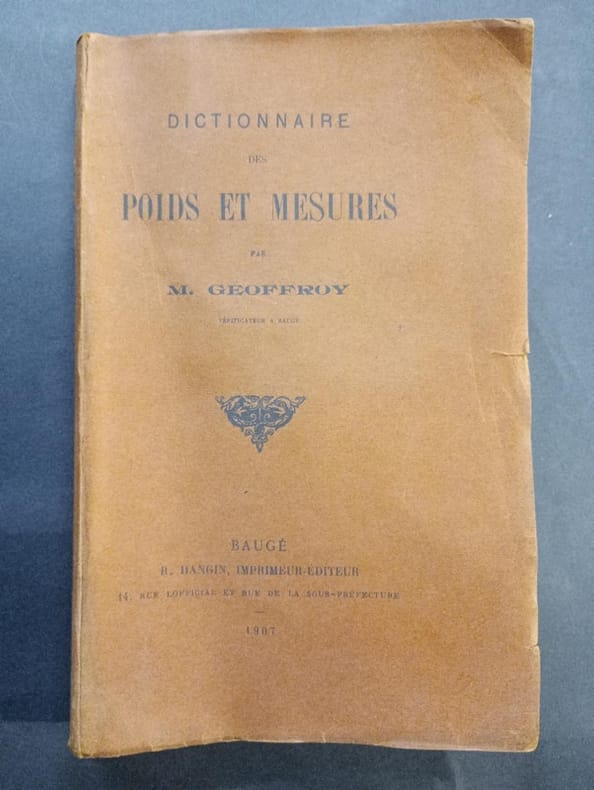 DICTIONNAIRE
DES
POIDS ET MESURES
PAR
M. GEOFFROY
VÉRIFICATEUR A BAUGÉ
BAUGÉ
R. DANGIN, IMPRIMEUR-ÉDITEUR
14, RUE LOFFICIAL ET RUE DE LA SOUS-PRÉFECTURE
1907